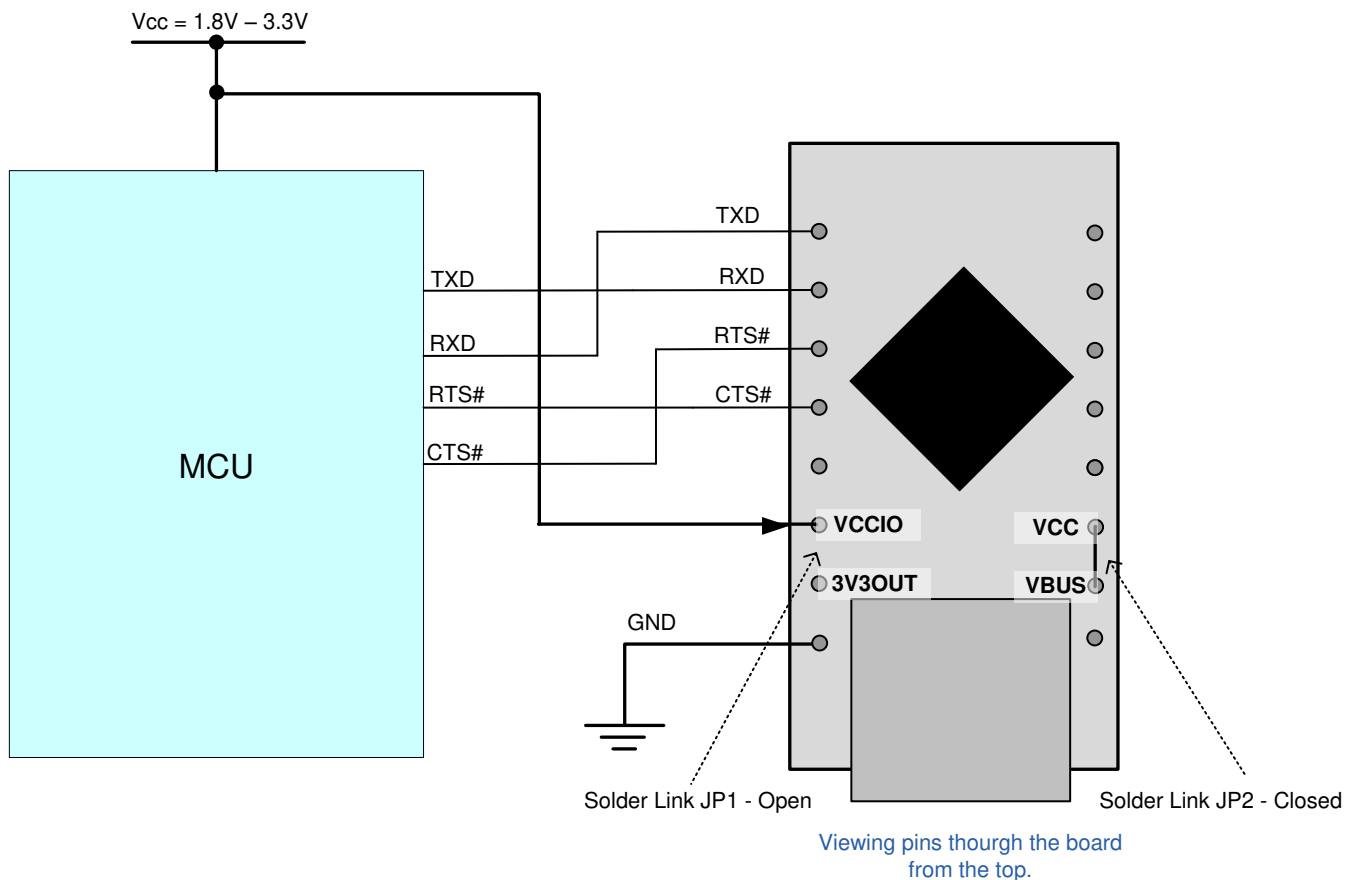 Vcc = 1.8V – 3.3V
TXD
TXD
RXD
RTS#
RXD
RTS#
CTS#
CTS#
MCU
VCCIO
VCC
3V3OUT
VBUS
GND
Solder Link JP1 - Open
Solder Link JP2 - Closed
Viewing pins thourgh the board
from the top.